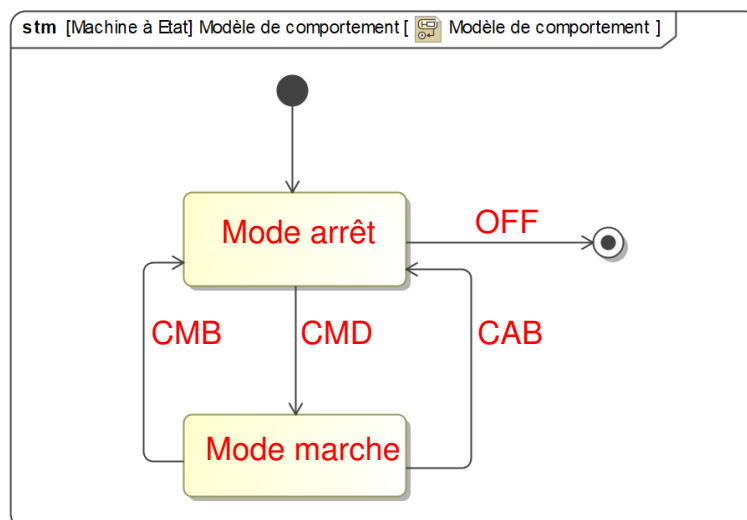 stm [Machine à Etat] Modèle de comportement [ Modèle de comportement ]
Mode arrêt
OFF
CMB
CMD
CAB
Mode marche